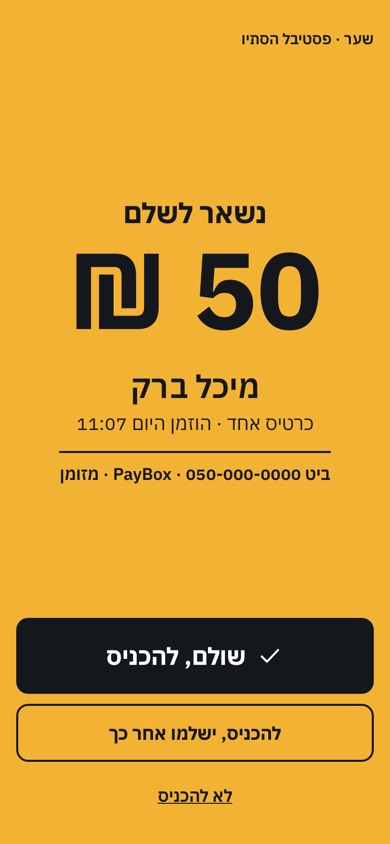 שער · פסטיבל הסתיו
נשאר לשלם
50 ₪
מיכל ברק
כרטיס אחד · הוזמן היום 11:07
ביט 050-000-0000 · PayBox · מזומן
שולם, להכניס
להכניס, ישלמו אחר כך
לא להכניס